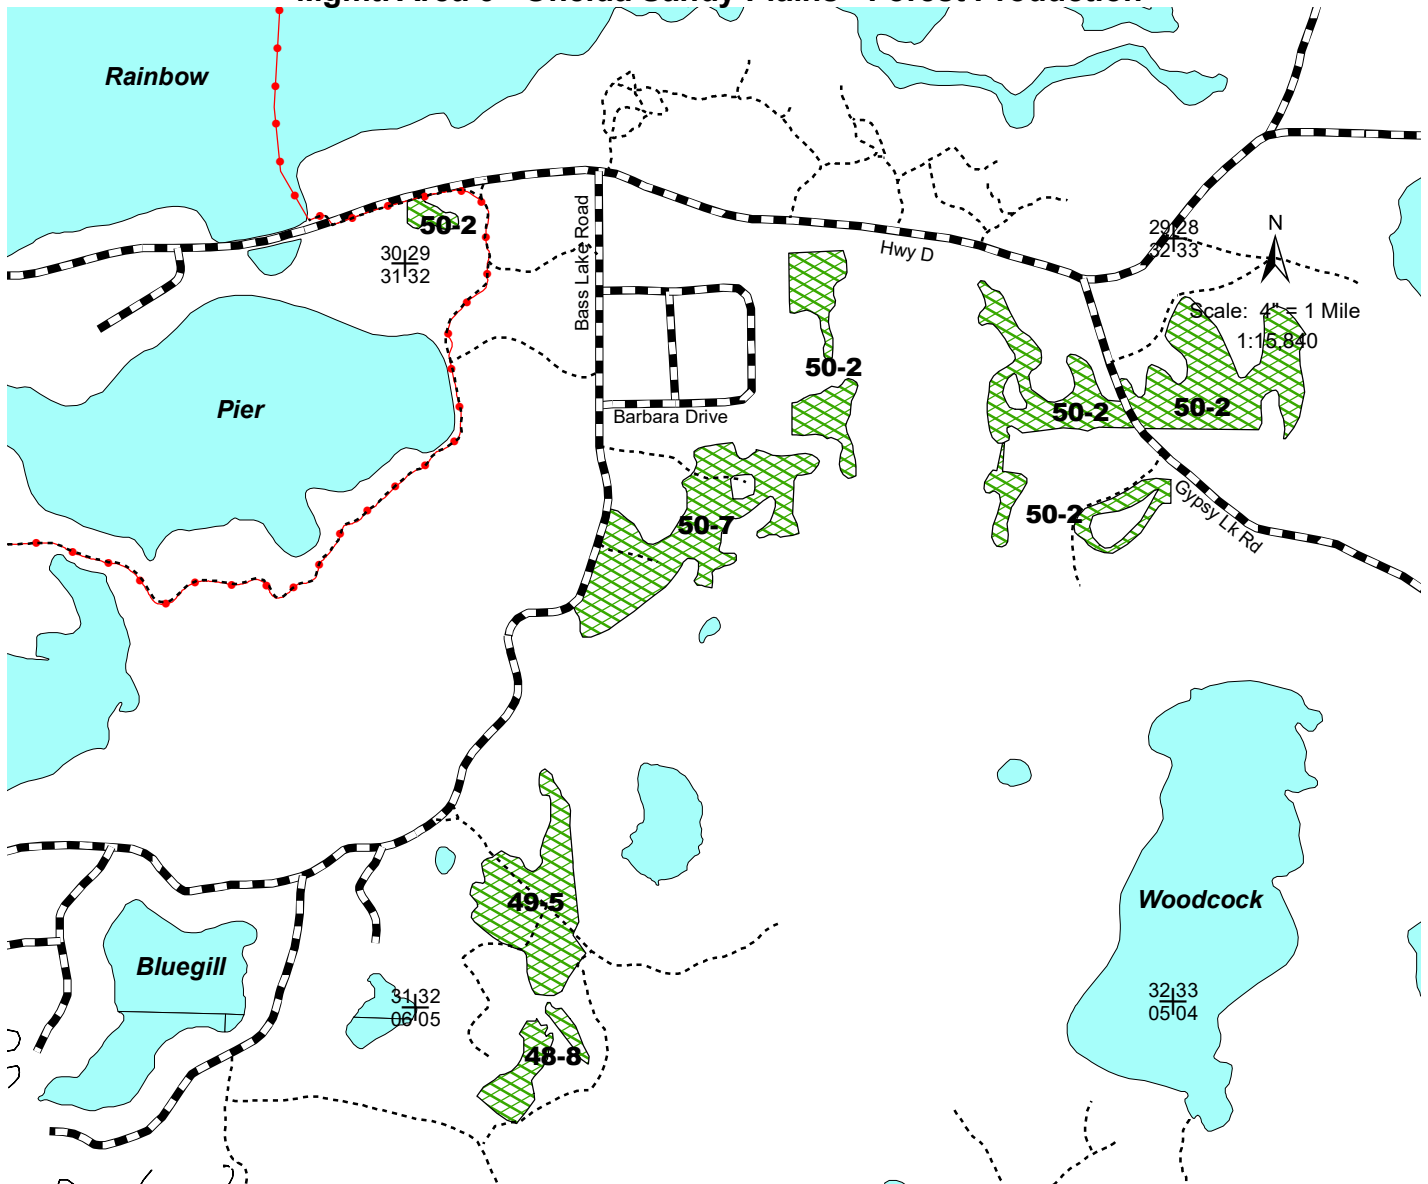 Rainbow
50-2
30 29
31 32
Bass Lake Road
Hwy D
29 28
32 33
N
Scale: 4" = 1 Mile
1:15,840
50-2
Pier
Barbara Drive
50-2
50-2
50-7
50-2
Gypsy Lk Rd
49-5
Woodcock
Bluegill
31 32
06 05
32 33
05 04
48-8